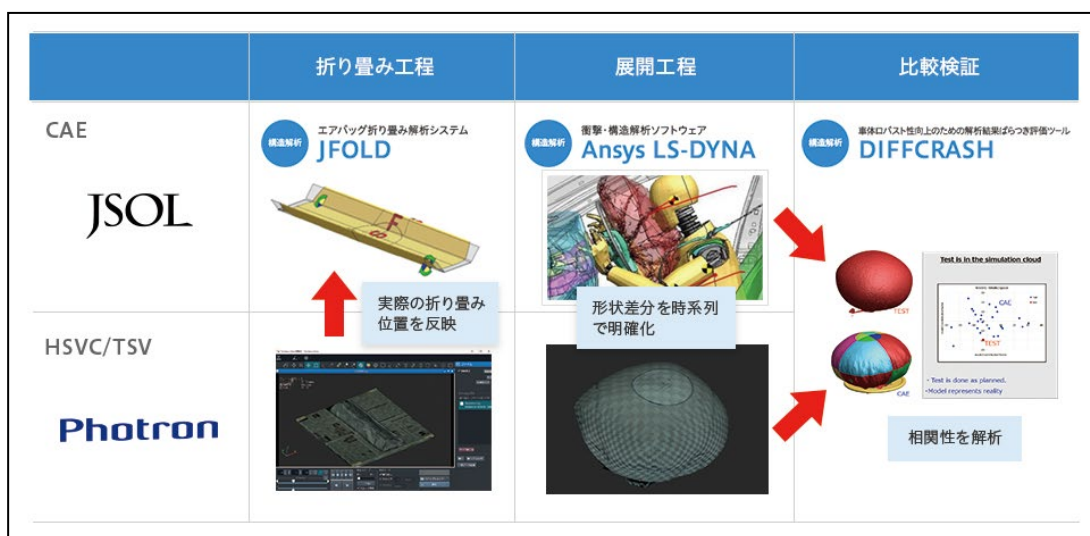 折り畳み工程
展開工程
比較検証
CAE
JSOL
構造解析
エアバッグ折り畳み解析システム
JFOLD
構造解析
衝撃・構造解析ソフトウェア
Ansys LS-DYNA
構造解析
車体ロバスト性向上のための解析結果ばらつき評価ツール
DIFFCRASH
実際の折り畳み
位置を反映
形状差分を時系列
で明確化
TEST
CAE
Test is in the simulation cloud
CAE
TEST
- Test is done as planned.
-Model represents reality
相関性を解析
HSVC/TSV
Photron